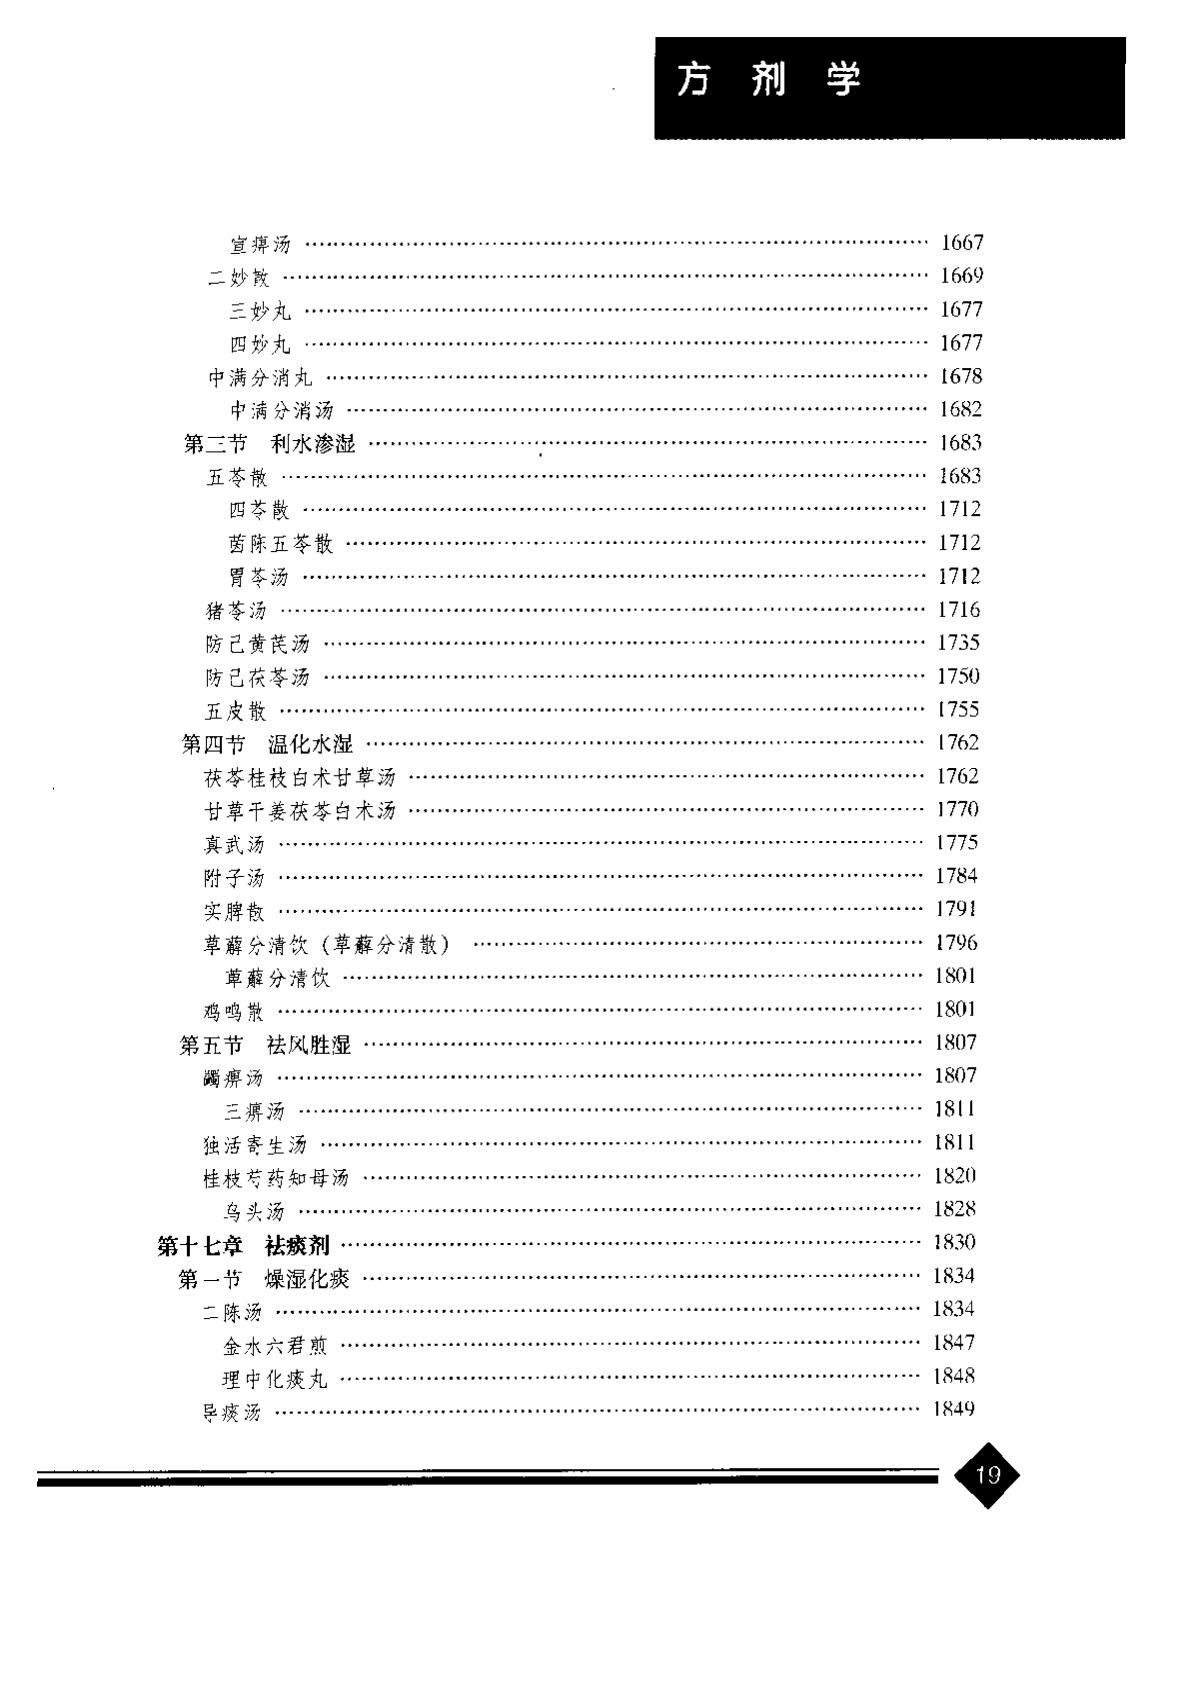 方 剂 学
宣痹汤 …… 1667
二妙散 …… 1669
三妙丸 …… 1677
四妙丸 …… 1677
中满分消丸 …… 1678
中满分消汤 …… 1682
第三节 利水渗湿 …… 1683
五苓散 …… 1683
四苓散 …… 1712
茵陈五苓散 …… 1712
胃苓汤 …… 1712
猪苓汤 …… 1716
防己黄芪汤 …… 1735
防己茯苓汤 …… 1750
五皮散 …… 1755
第四节 温化水湿 …… 1762
茯苓桂枝白术甘草汤 …… 1762
甘草干姜茯苓白术汤 …… 1770
真武汤 …… 1775
附子汤 …… 1784
实脾散 …… 1791
萆薢分清饮（萆薢分清散） …… 1796
萆薢分清饮 …… 1801
鸡鸣散 …… 1801
第五节 祛风胜湿 …… 1807
蠲痹汤 …… 1807
三痹汤 …… 1811
独活寄生汤 …… 1811
桂枝芍药知母汤 …… 1820
乌头汤 …… 1828
第十七章 祛痰剂 …… 1830
第一节 燥湿化痰 …… 1834
二陈汤 …… 1834
金水六君煎 …… 1847
理中化痰丸 …… 1848
导痰汤 …… 1849
19